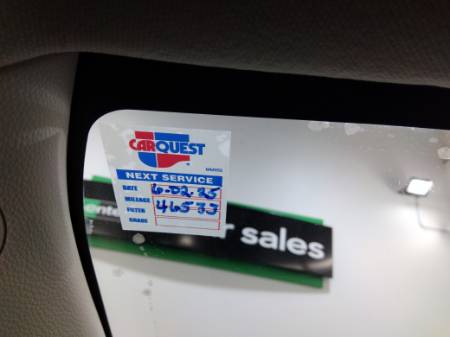 CARQUEST
NEXT SERVICE
DATE 6-02-25
MILEAGE 46533
FILTER
GRADE
r sales